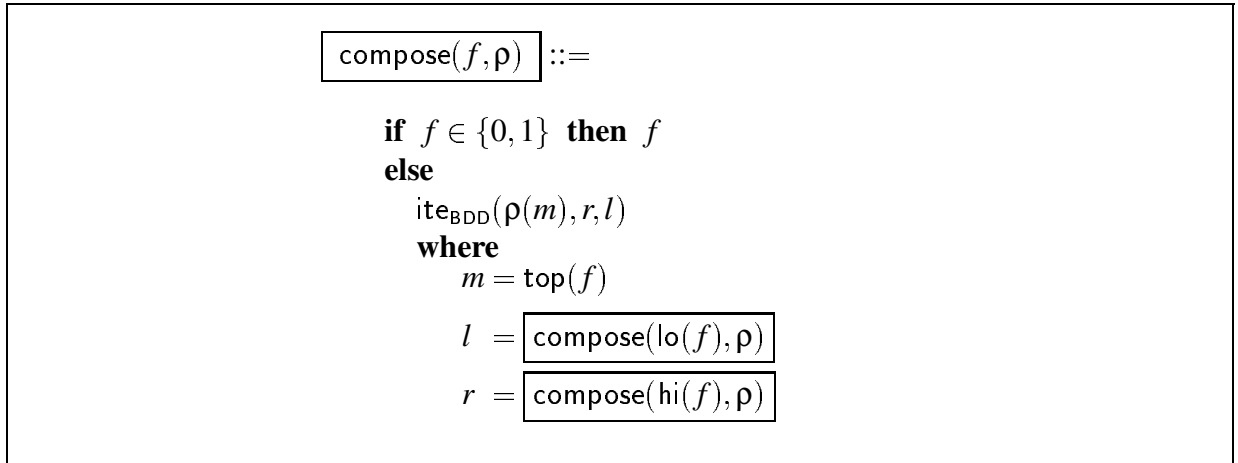 compose(f,ρ) ::=
if f ∈ {0,1} then f
else
ite_BDD(ρ(m),r,l)
where
m = top(f)
l = compose(lo(f),ρ)
r = compose(hi(f),ρ)